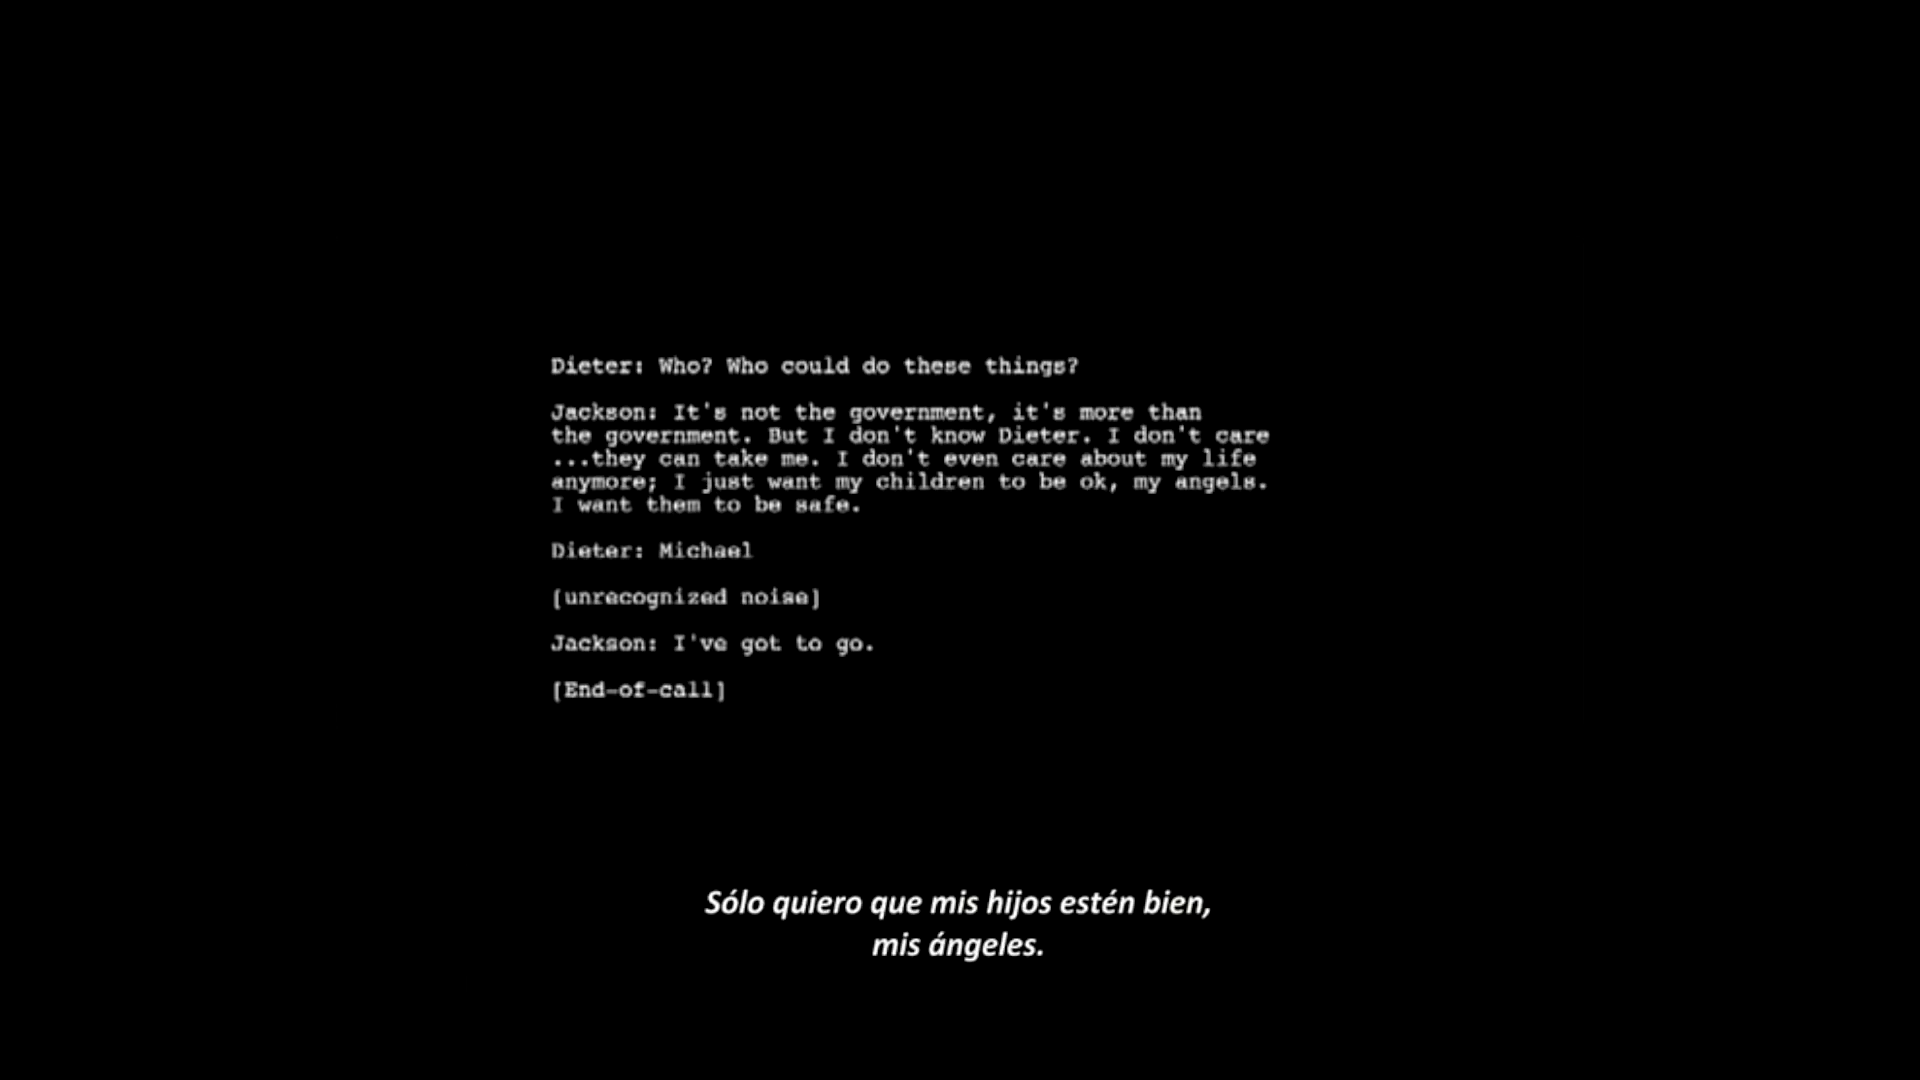 Dieter: Who? Who could do these things?
Jackson: It's not the government, it's more than
the government. But I don't know Dieter. I don't care
...they can take me. I don't even care about my life
anymore; I just want my children to be ok, my angels.
I want them to be safe.
Dieter: Michael
[unrecognized noise]
Jackson: I've got to go.
[End-of-call]
Sólo quiero que mis hijos estén bien,
mis ángeles.